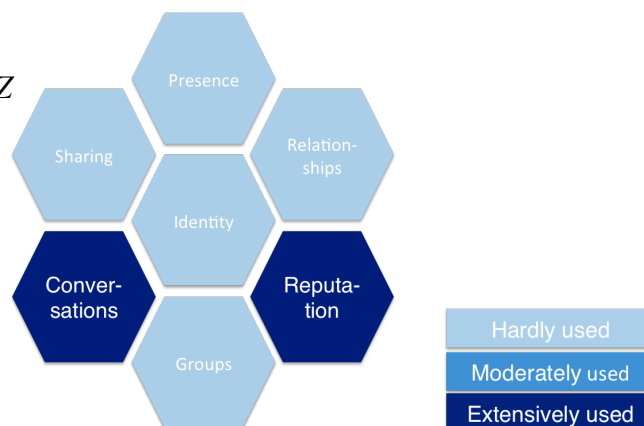 Z
Presence
Sharing
Relation-
ships
Identity
Conver-
sations
Reputa-
tion
Groups
Hardly used
Moderately used
Extensively used